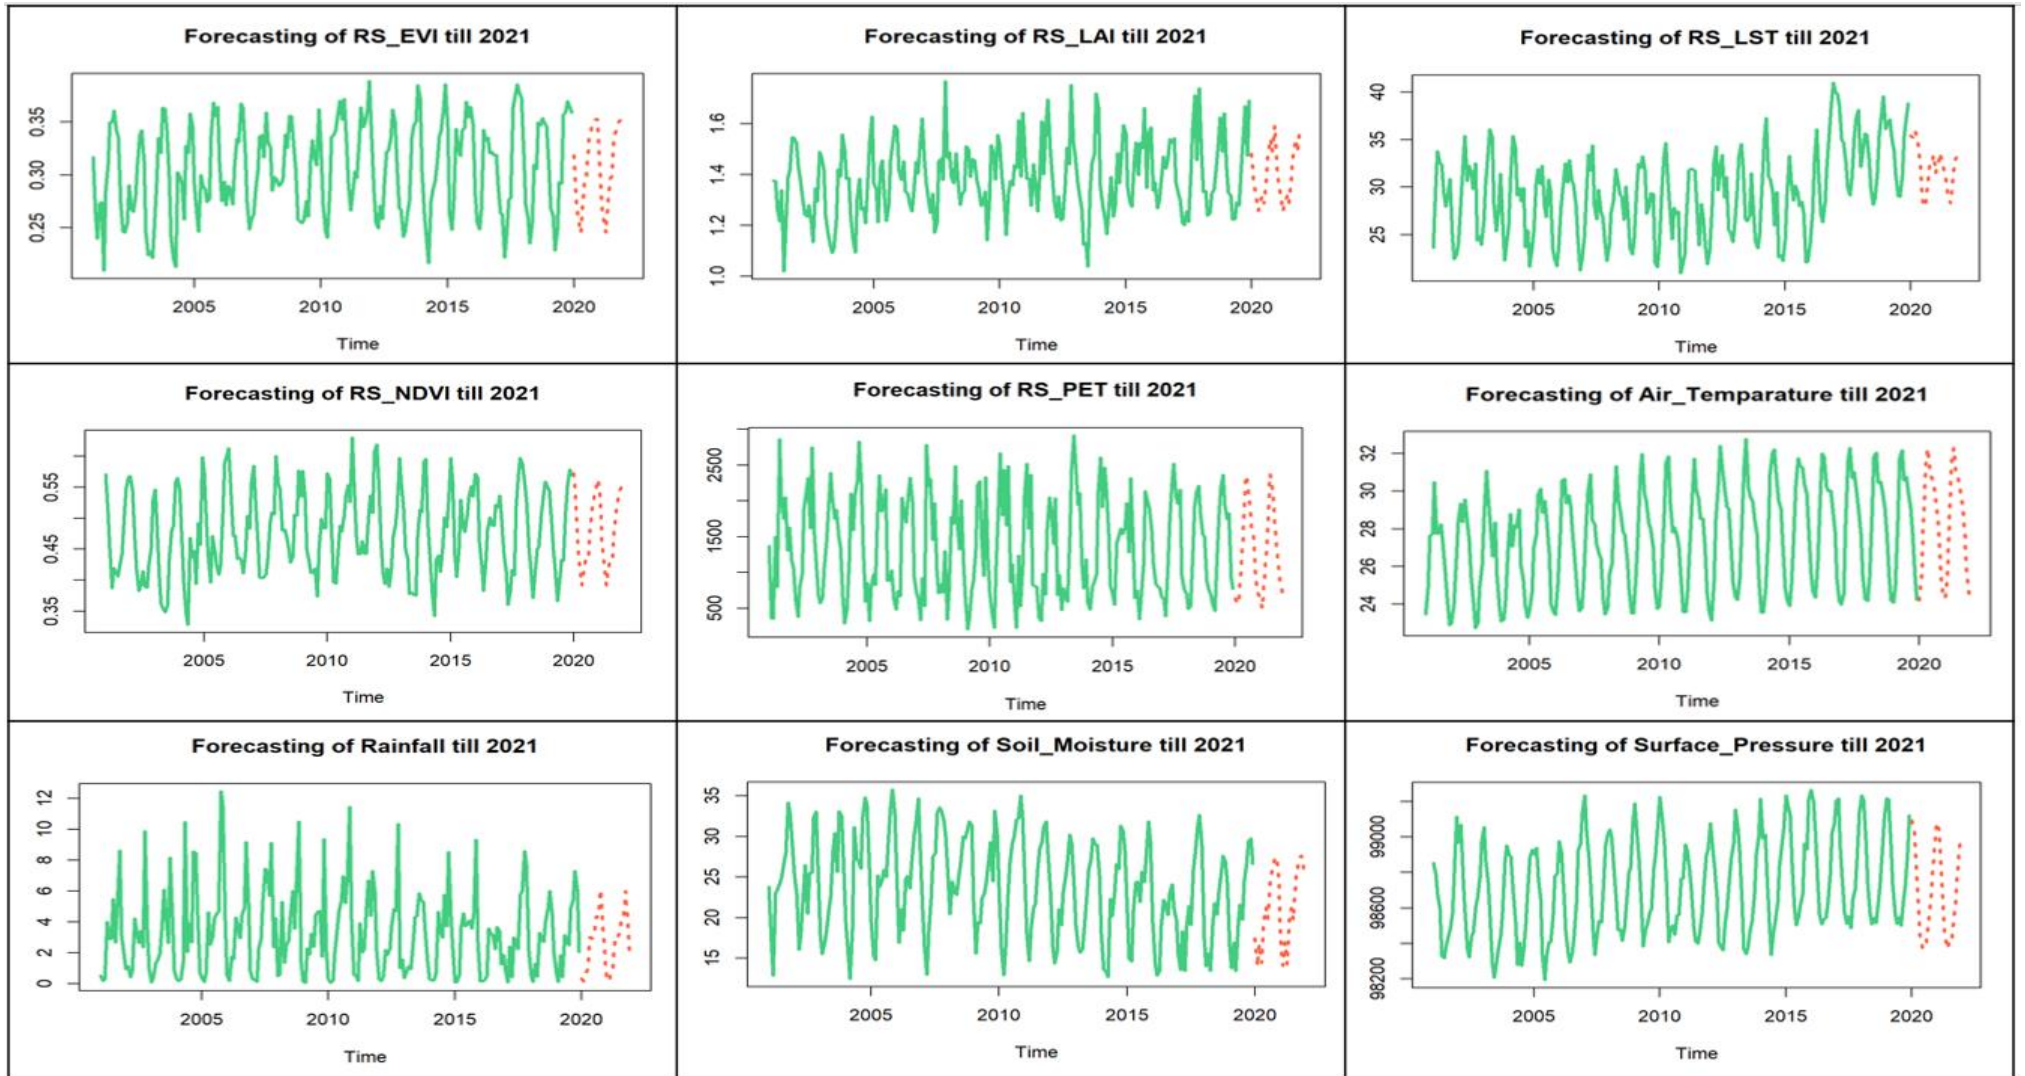 Forecasting of RS_EVI till 2021
0.35
0.30
0.25
2005 2010 2015 2020
Time
Forecasting of RS_LAI till 2021
1.6
1.4
1.2
1.0
2005 2010 2015 2020
Time
Forecasting of RS_LST till 2021
40
35
30
25
2005 2010 2015 2020
Time
Forecasting of RS_NDVI till 2021
0.55
0.45
0.35
2005 2010 2015 2020
Time
Forecasting of RS_PET till 2021
2500
1500
500
2005 2010 2015 2020
Time
Forecasting of Air_Temparature till 2021
32
30
28
26
24
2005 2010 2015 2020
Time
Forecasting of Rainfall till 2021
12
10
8
6
4
2
0
2005 2010 2015 2020
Time
Forecasting of Soil_Moisture till 2021
35
30
25
20
15
2005 2010 2015 2020
Time
Forecasting of Surface_Pressure till 2021
99000
98600
98200
2005 2010 2015 2020
Time